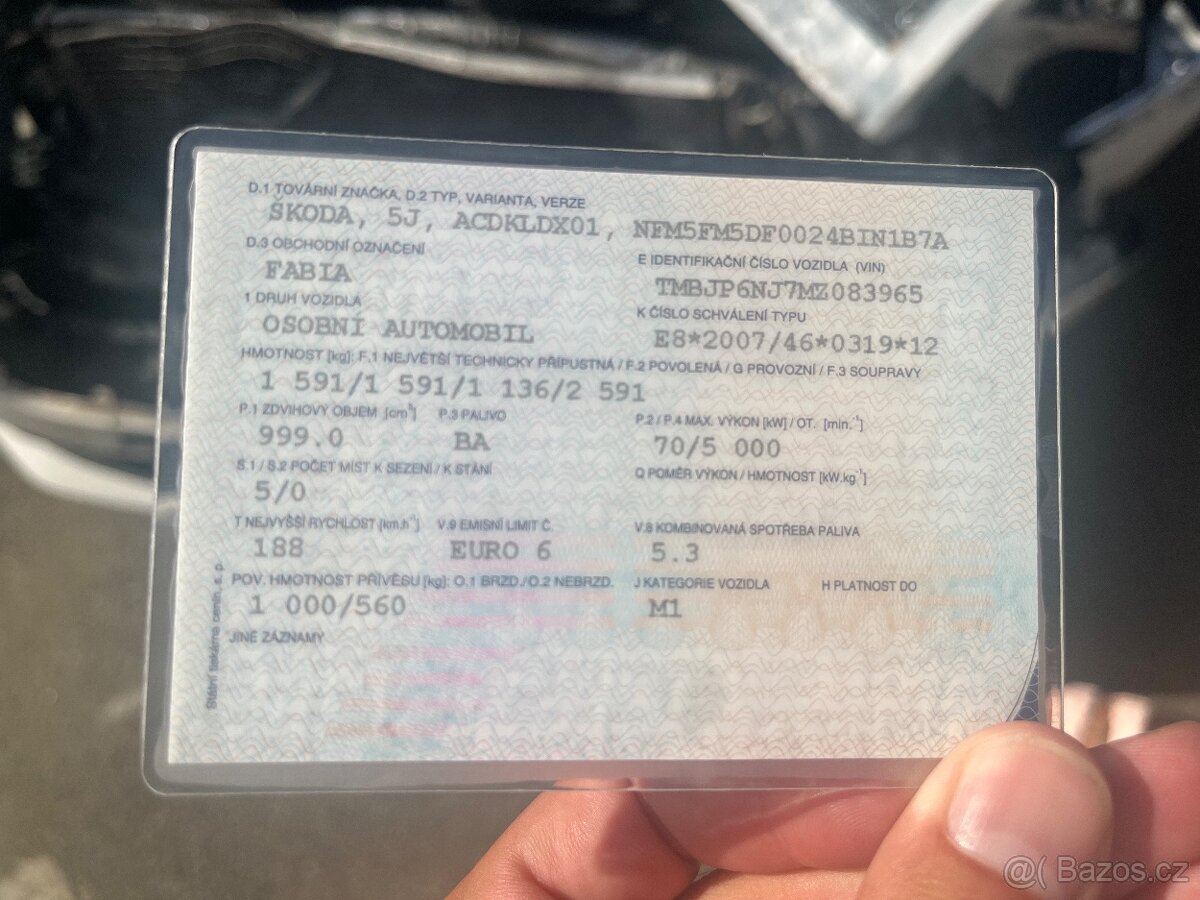 D.1 TOVÁRNÍ ZNAČKA, D.2 TYP, VARIANTA, VERZE
ŠKODA, 5J, ACDKLDX01, NFM5FM5DF0024BIN1B7A
D.3 OBCHODNÍ OZNAČENÍ
FABIA
E IDENTIFIKAČNÍ ČÍSLO VOZIDLA (VIN)
TMBJP6NJ7MZ083965
1 DRUH VOZIDLA
OSOBNÍ AUTOMOBIL
K ČÍSLO SCHVÁLENÍ TYPU
E8*2007/46*0319*12
HMOTNOST [kg]: F.1 NEJVĚTŠÍ TECHNICKY PŘÍPUSTNÁ / F.2 POVOLENÁ / G PROVOZNÍ / F.3 SOUPRAVY
1 591/1 591/1 136/2 591
P.1 ZDVIHOVÝ OBJEM [cm³] P.3 PALIVO P.2 / P.4 MAX. VÝKON [kW] / OT. [min.⁻¹]
999.0 BA 70/5 000
S.1 / S.2 POČET MÍST K SEZENÍ / K STÁNÍ Q POMĚR VÝKON / HMOTNOST [kW.kg⁻¹]
5/0
T NEJVYŠŠÍ RYCHLOST [km.h⁻¹] V.9 EMISNÍ LIMIT Č. V.8 KOMBINOVANÁ SPOTŘEBA PALIVA
188 EURO 6 5.3
POV. HMOTNOST PŘÍVĚSU [kg]: O.1 BRZD./O.2 NEBRZD. J KATEGORIE VOZIDLA H PLATNOST DO
1 000/560 M1
JINÉ ZÁZNAMY
Státní tiskárna cenin, s. p.
@( Bazos.cz